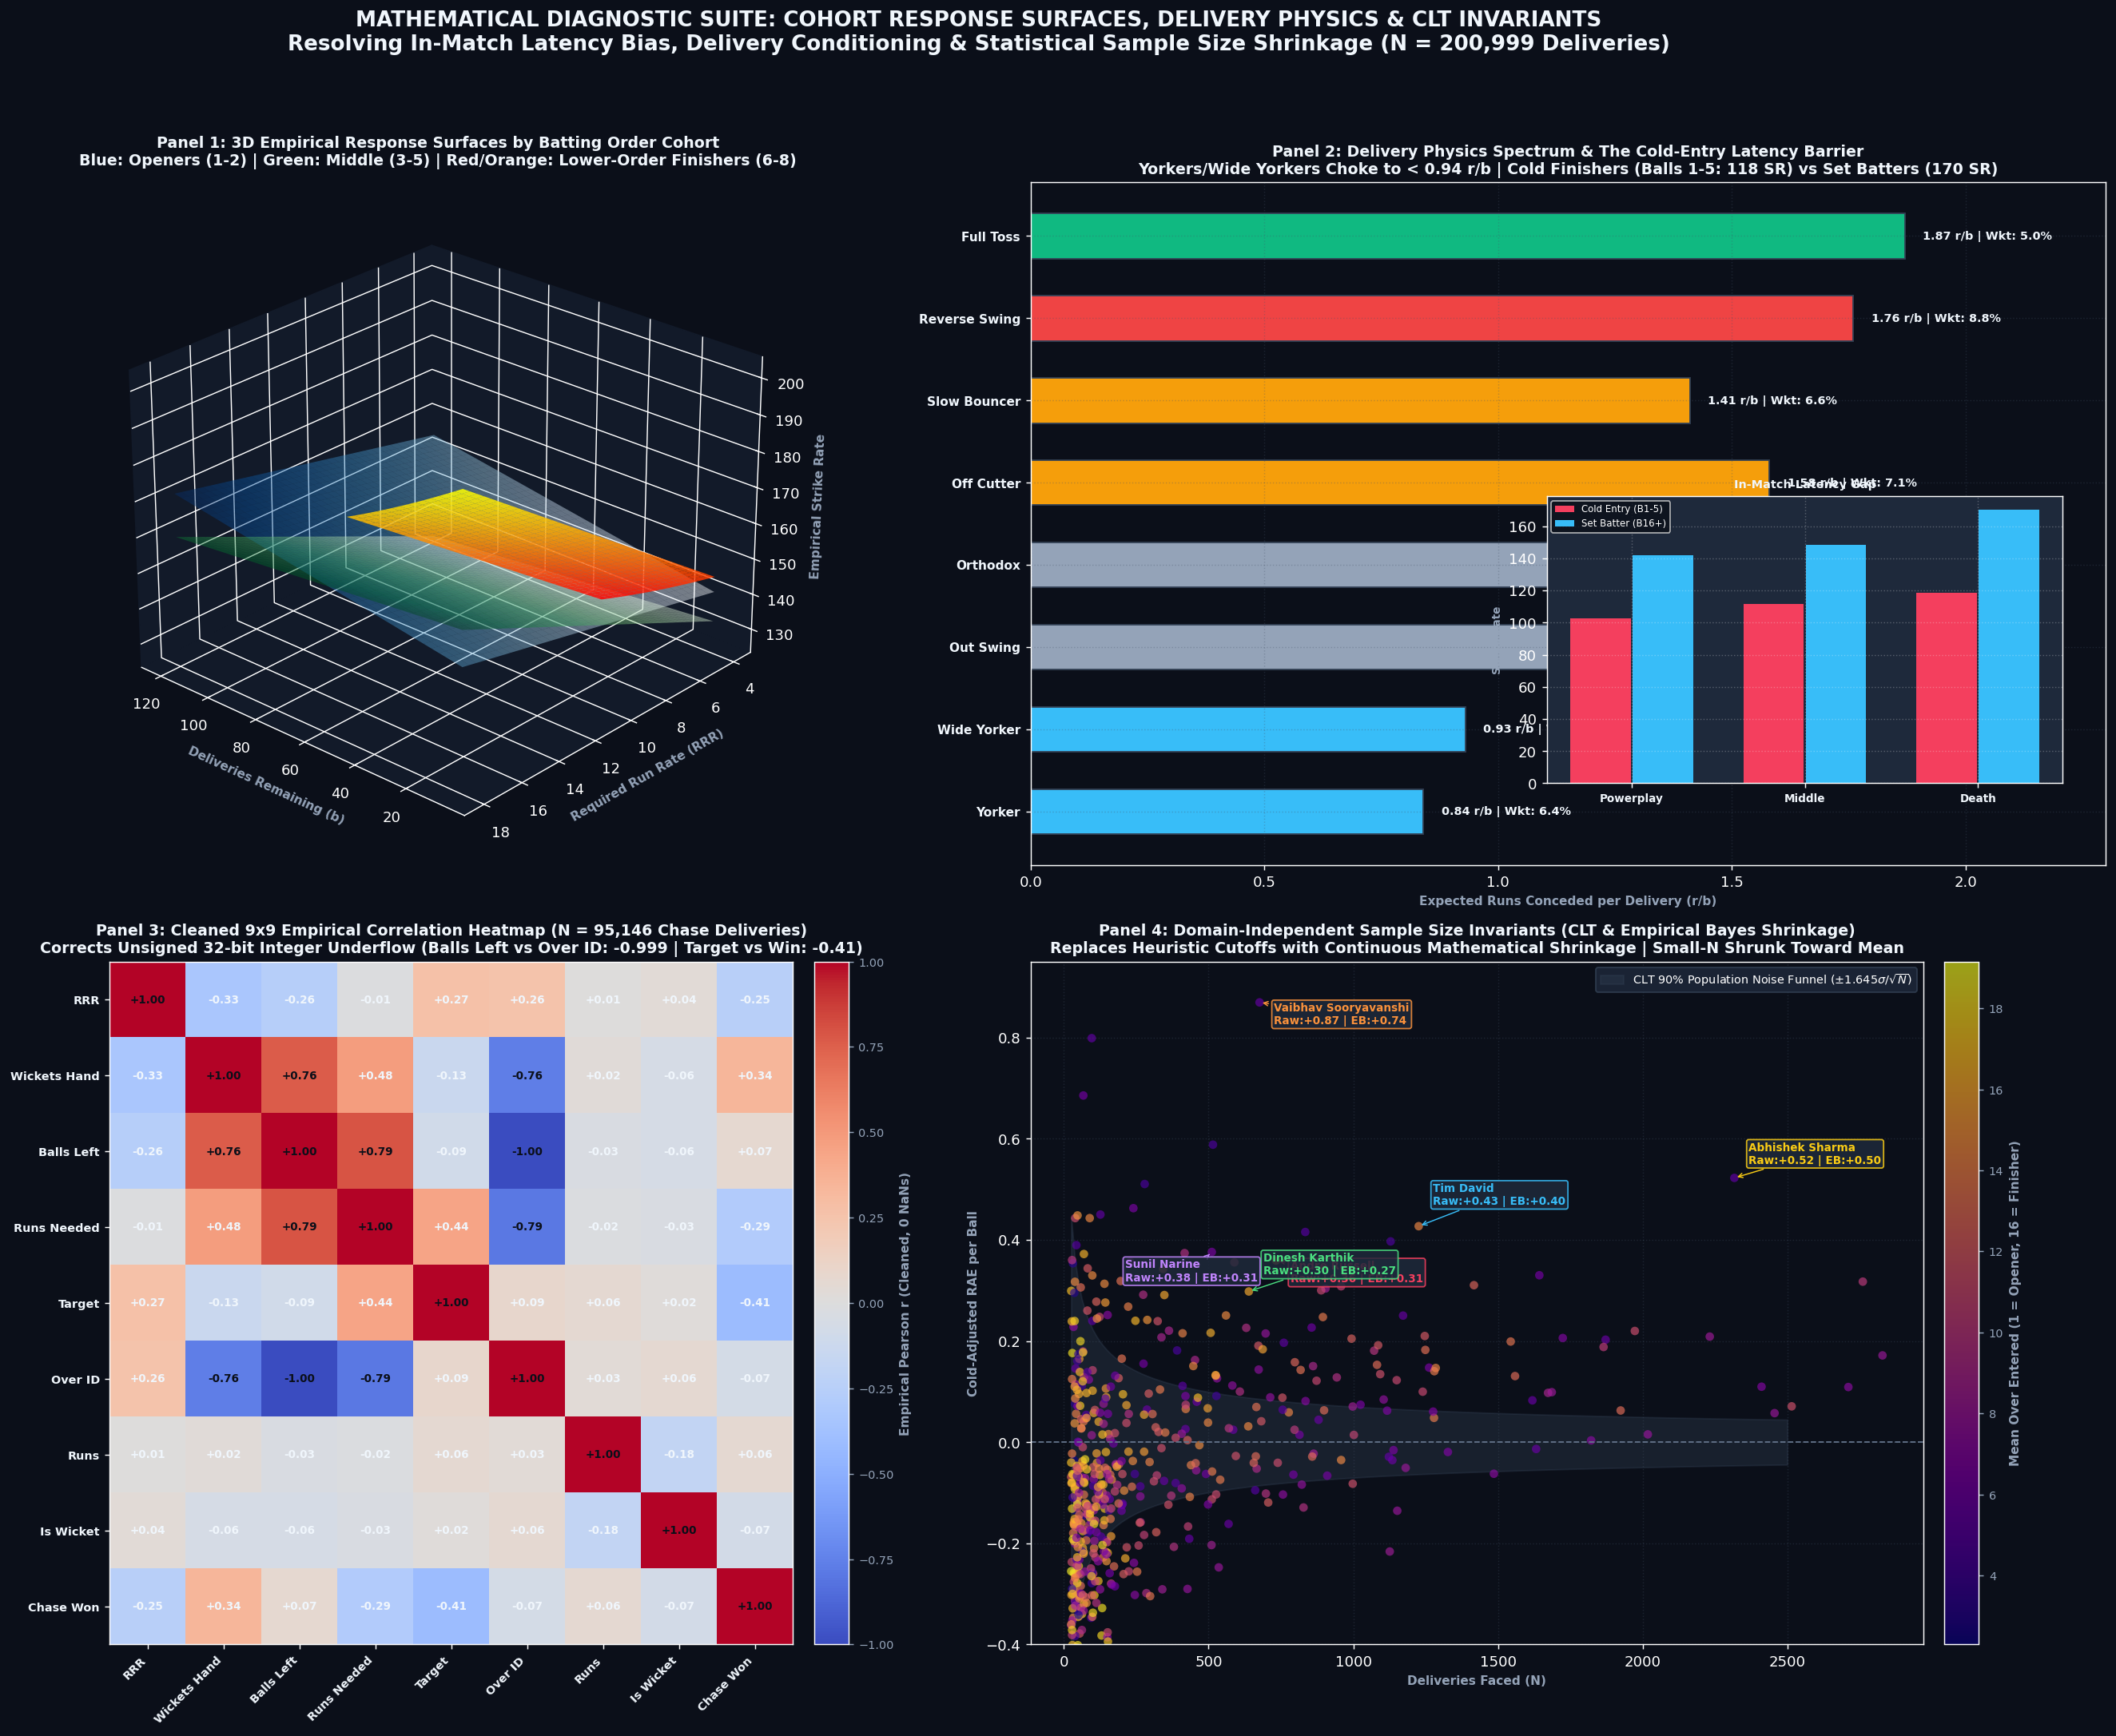 MATHEMATICAL DIAGNOSTIC SUITE: COHORT RESPONSE SURFACES, DELIVERY PHYSICS & CLT INVARIANTS
Resolving In-Match Latency Bias, Delivery Conditioning & Statistical Sample Size Shrinkage (N = 200,999 Deliveries)
Panel 1: 3D Empirical Response Surfaces by Batting Order Cohort
Blue: Openers (1-2) | Green: Middle (3-5) | Red/Orange: Lower-Order Finishers (6-8)
200
190
180
170
160
150
140
130
Empirical Strike Rate
120
100
80
60
40
20
Deliveries Remaining (b)
4
6
8
10
12
14
16
18
Required Run Rate (RRR)
Panel 2: Delivery Physics Spectrum & The Cold-Entry Latency Barrier
Yorkers/Wide Yorkers Choke to < 0.94 r/b | Cold Finishers (Balls 1-5: 118 SR) vs Set Batters (170 SR)
Full Toss
1.87 r/b | Wkt: 5.0%
Reverse Swing
1.76 r/b | Wkt: 8.8%
Slow Bouncer
1.41 r/b | Wkt: 6.6%
Off Cutter
1.58 r/b | Wkt: 7.1%
Orthodox
Out Swing
Wide Yorker
0.93 r/b |
Yorker
0.84 r/b | Wkt: 6.4%
0.0 0.5 1.0 1.5 2.0
Expected Runs Conceded per Delivery (r/b)
In-Match Latency Gap
Cold Entry (B1-5)
Set Batter (B16+)
160
140
120
100
80
60
40
20
0
Powerplay Middle Death
Panel 3: Cleaned 9x9 Empirical Correlation Heatmap (N = 95,146 Chase Deliveries)
Corrects Unsigned 32-bit Integer Underflow (Balls Left vs Over ID: -0.999 | Target vs Win: -0.41)
RRR +1.00 -0.33 -0.26 -0.01 +0.27 +0.26 +0.01 +0.04 -0.25
Wickets Hand -0.33 +1.00 +0.76 +0.48 -0.13 -0.76 +0.02 -0.06 +0.34
Balls Left -0.26 +0.76 +1.00 +0.79 -0.09 -1.00 -0.03 -0.06 +0.07
Runs Needed -0.01 +0.48 +0.79 +1.00 +0.44 -0.79 -0.02 -0.03 -0.29
Target +0.27 -0.13 -0.09 +0.44 +1.00 +0.09 +0.06 +0.02 -0.41
Over ID +0.26 -0.76 -1.00 -0.79 +0.09 +1.00 +0.03 +0.06 -0.07
Runs +0.01 +0.02 -0.03 -0.02 +0.06 +0.03 +1.00 -0.18 +0.06
Is Wicket +0.04 -0.06 -0.06 -0.03 +0.02 +0.06 -0.18 +1.00 -0.07
Chase Won -0.25 +0.34 +0.07 -0.29 -0.41 -0.07 +0.06 -0.07 +1.00
RRR Wickets Hand Balls Left Runs Needed Target Over ID Runs Is Wicket Chase Won
1.00
0.75
0.50
0.25
0.00
−0.25
−0.50
−0.75
−1.00
Empirical Pearson r (Cleaned, 0 NaNs)
Panel 4: Domain-Independent Sample Size Invariants (CLT & Empirical Bayes Shrinkage)
Replaces Heuristic Cutoffs with Continuous Mathematical Shrinkage | Small-N Shrunk Toward Mean
CLT 90% Population Noise Funnel (±1.645σ/√N)
Vaibhav Sooryavanshi
Raw:+0.87 | EB:+0.74
Abhishek Sharma
Raw:+0.52 | EB:+0.50
Tim David
Raw:+0.43 | EB:+0.40
Sunil Narine
Raw:+0.38 | EB:+0.31
Dinesh Karthik
Raw:+0.30 | EB:+0.27
EB:+0.31
0.8
0.6
0.4
0.2
0.0
−0.2
−0.4
Cold-Adjusted RAE per Ball
0 500 1000 1500 2000 2500
Deliveries Faced (N)
18
16
14
12
10
8
6
4
Mean Over Entered (1 = Opener, 16 = Finisher)